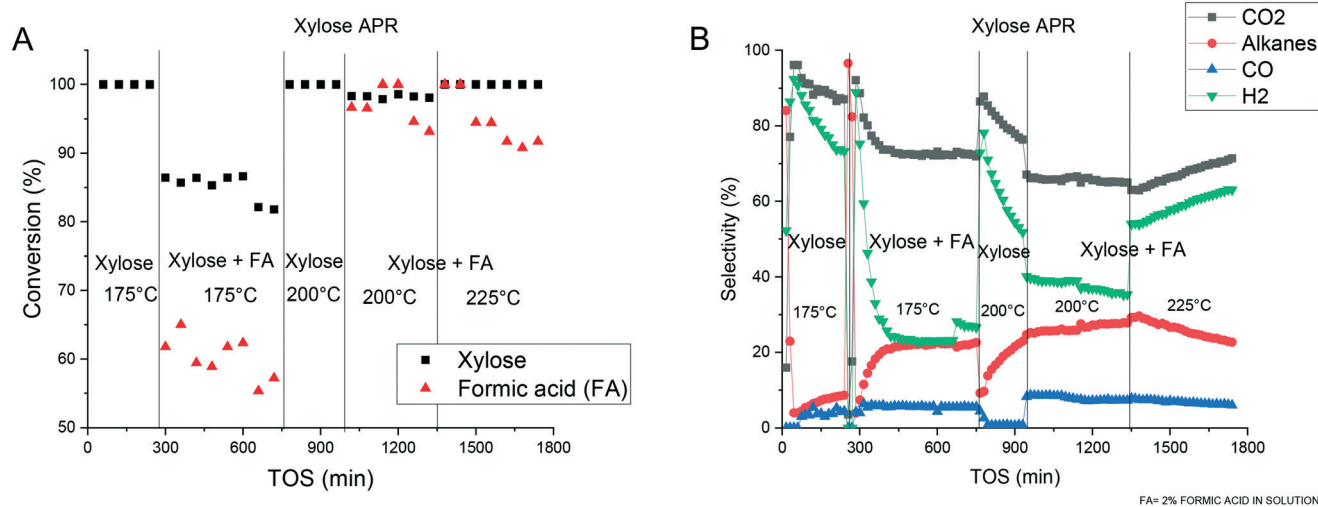 A
Xylose APR
Conversion (%)
100
90
80
70
60
50
Xylose
175°C
Xylose + FA
175°C
Xylose
200°C
Xylose + FA
200°C
225°C
Xylose
Formic acid (FA)
0
300
600
900
1200
1500
1800
TOS (min)
B
Xylose APR
CO2
Alkanes
CO
H2
Selectivity (%)
100
80
60
40
20
0
Xylose
175°C
Xylose + FA
175°C
Xylose
200°C
Xylose + FA
200°C
225°C
0
300
600
900
1200
1500
1800
TOS (min)
FA= 2% FORMIC ACID IN SOLUTION